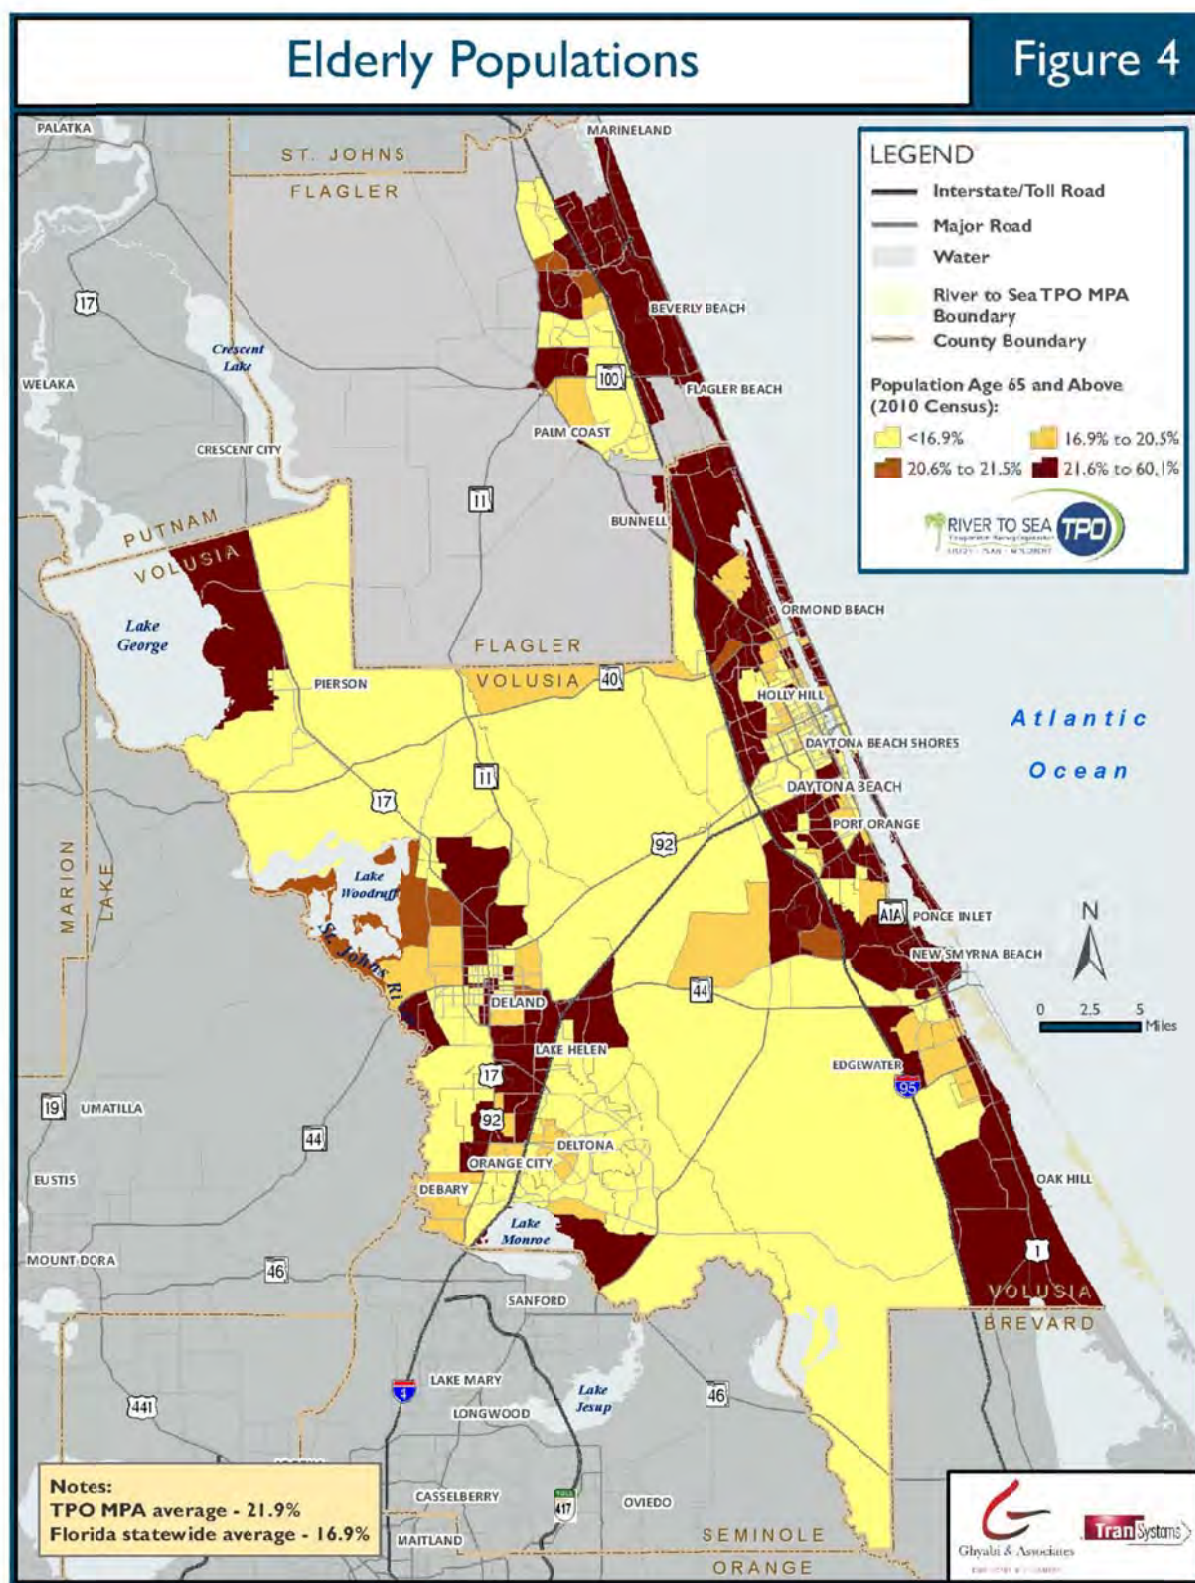 Elderly Populations
Figure 4
PALATKA
MARINELAND
ST. JOHNS
FLAGLER
LEGEND
Interstate/Toll Road
Major Road
Water
River to Sea TPO MPA
Boundary
County Boundary
Population Age 65 and Above
(2010 Census):
<16.9%
16.9% to 20.5%
20.6% to 21.5%
21.6% to 60.1%
RIVER TO SEA
TPO
17
BEVERLY BEACH
Crescent
Lake
WELAKA
100
FLAGLER BEACH
PALM COAST
CRESCENT CITY
11
BUNNELL
PUTNAM
VOLUSIA
Lake
George
ORMOND BEACH
FLAGLER
VOLUSIA
40
PIERSON
HOLLY HILL
Atlantic
Ocean
DAYTONA BEACH SHORES
11
DAYTONA BEACH
17
PORT ORANGE
92
MARION
LAKE
Lake
Woodruff
A1A
PONCE INLET
N
St. Johns Ri
NEW SMYRNA BEACH
44
DELAND
0 2.5 5
Miles
LAKE HELEN
EDGEWATER
17
95
19
UMATILLA
92
44
DELTONA
ORANGE CITY
EUSTIS
DEBARY
OAK HILL
Lake
Monroe
1
MOUNT DORA
46
VOLUSIA
BREVARD
SANFORD
4
LAKE MARY
Lake
Jesup
46
441
LONGWOOD
Notes:
TPO MPA average - 21.9%
Florida statewide average - 16.9%
CASSELBERRY
TOLL
417
OVIEDO
MAITLAND
SEMINOLE
ORANGE
Ghyabi & Associates
TranSystems